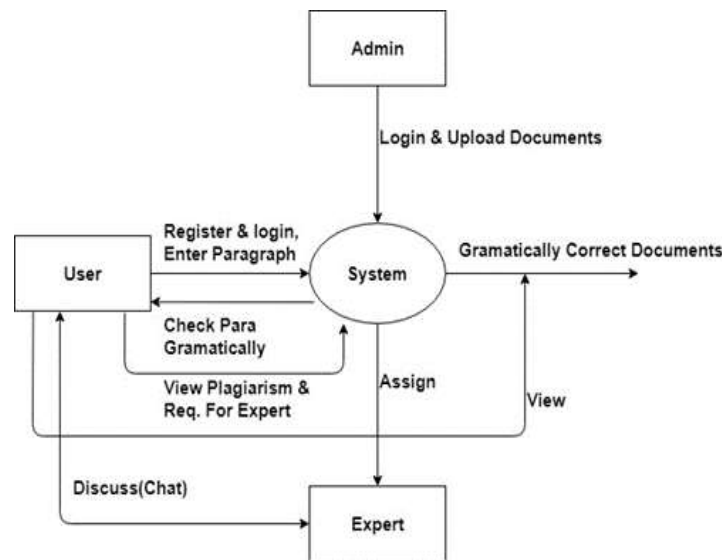 Admin
Login & Upload Documents
Register & login,
Enter Paragraph
Gramatically Correct Documents
User
System
Check Para
Gramatically
View Plagiarism &
Req. For Expert
Assign
View
Discuss(Chat)
Expert